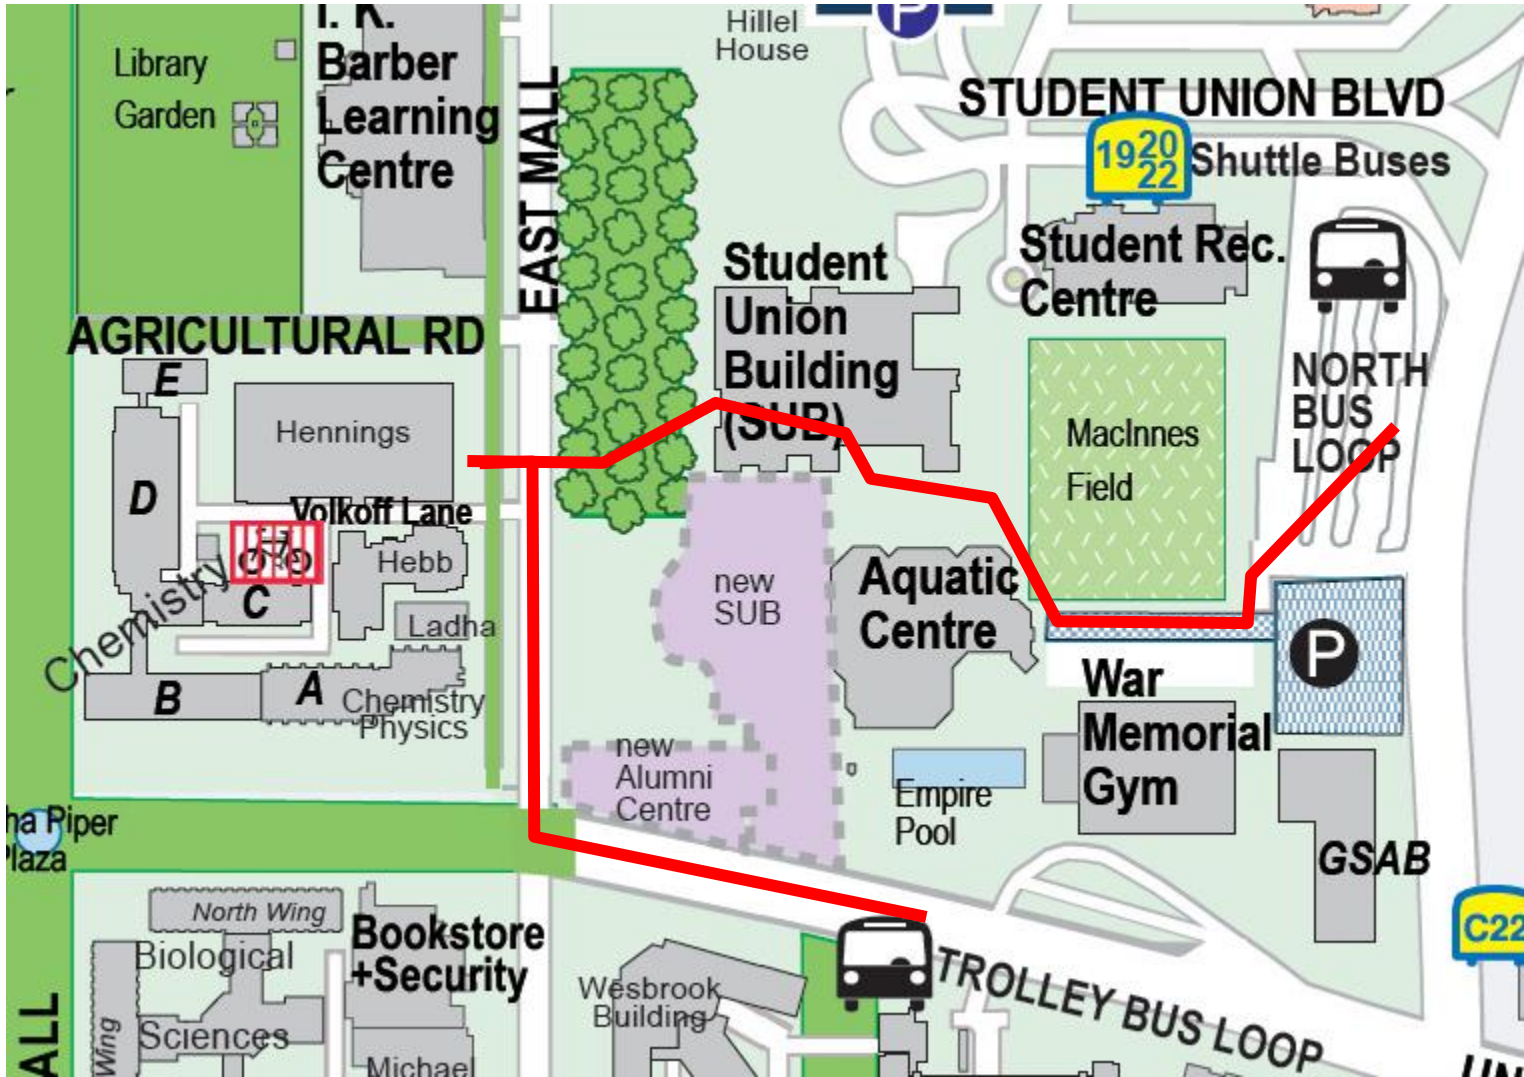 I. K.
Barber
Learning
Centre
Library
Garden
Hillel
House
P
STUDENT UNION BLVD
19 20
22
Shuttle Buses
EAST MALL
Student
Union
Building
(SUB)
Student Rec.
Centre
AGRICULTURAL RD
E
Hennings
D
NORTH
BUS
LOOP
MacInnes
Field
Volkoff Lane
Hebb
C
Chemistry
Ladha
new
SUB
Aquatic
Centre
B
A
Chemistry
Physics
War
Memorial
Gym
P
new
Alumni
Centre
Empire
Pool
GSAB
ha Piper
Plaza
North Wing
Biological
Sciences
Wing
ALL
Bookstore
+Security
Michael
Wesbrook
Building
TROLLEY BUS LOOP
C22
UN